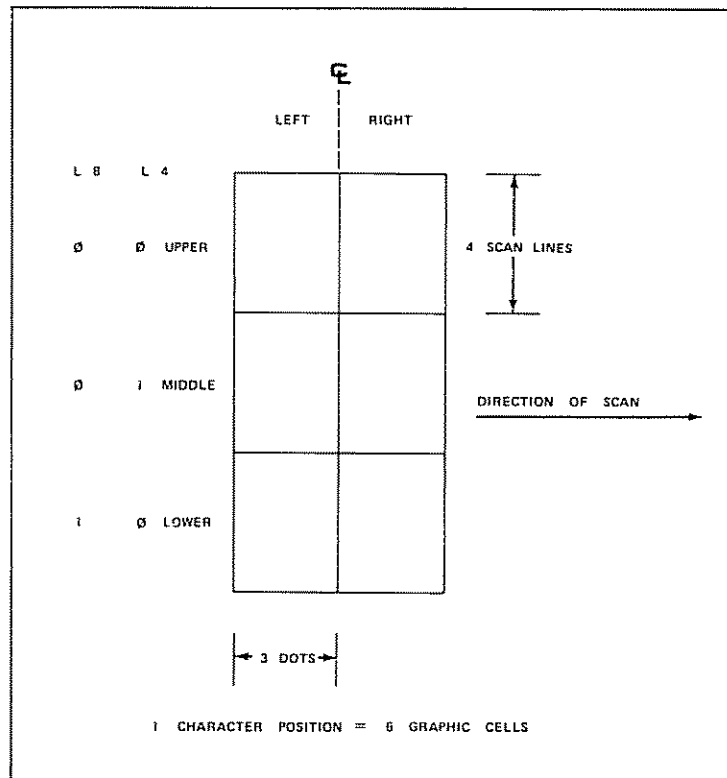 ℄
LEFT RIGHT
L 8 L 4
Ø Ø UPPER
4 SCAN LINES
Ø 1 MIDDLE
DIRECTION OF SCAN
1 Ø LOWER
3 DOTS
1 CHARACTER POSITION = 6 GRAPHIC CELLS